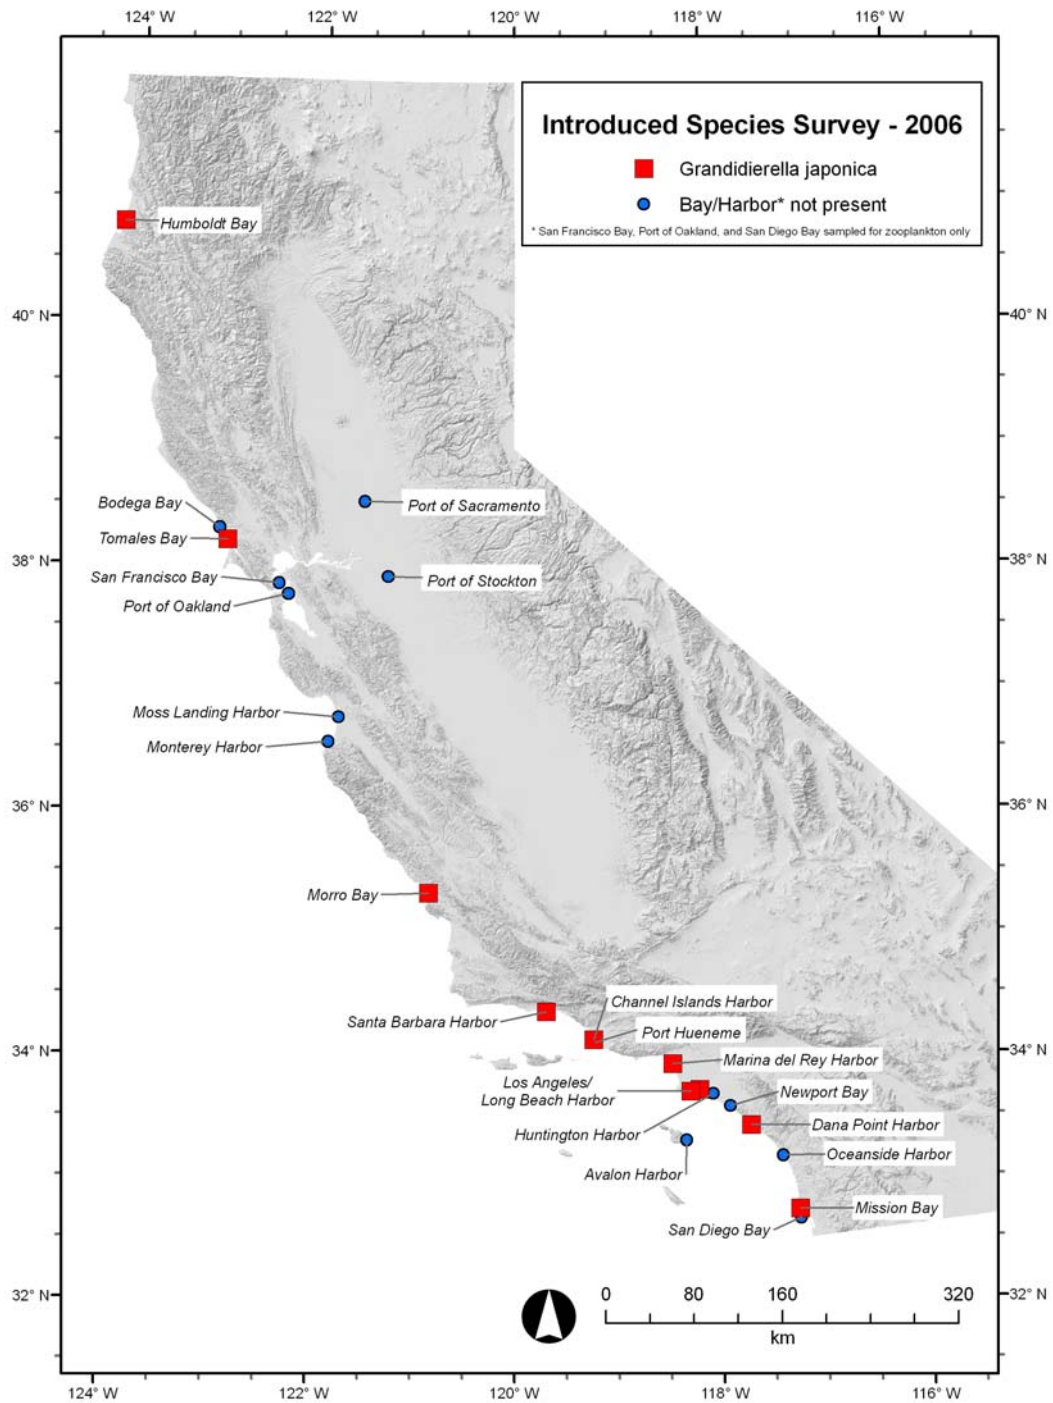 124° W 122° W 120° W 118° W 116° W
Introduced Species Survey - 2006
Grandidierella japonica
Bay/Harbor* not present
* San Francisco Bay, Port of Oakland, and San Diego Bay sampled for zooplankton only
Humboldt Bay
40° N 40° N
Bodega Bay
Port of Sacramento
Tomales Bay
38° N 38° N
San Francisco Bay
Port of Stockton
Port of Oakland
Moss Landing Harbor
Monterey Harbor
36° N 36° N
Morro Bay
Channel Islands Harbor
Santa Barbara Harbor
Port Hueneme
34° N 34° N
Marina del Rey Harbor
Los Angeles/
Long Beach Harbor
Newport Bay
Dana Point Harbor
Huntington Harbor
Oceanside Harbor
Avalon Harbor
Mission Bay
San Diego Bay
32° N 32° N
0 80 160 320
km
124° W 122° W 120° W 118° W 116° W